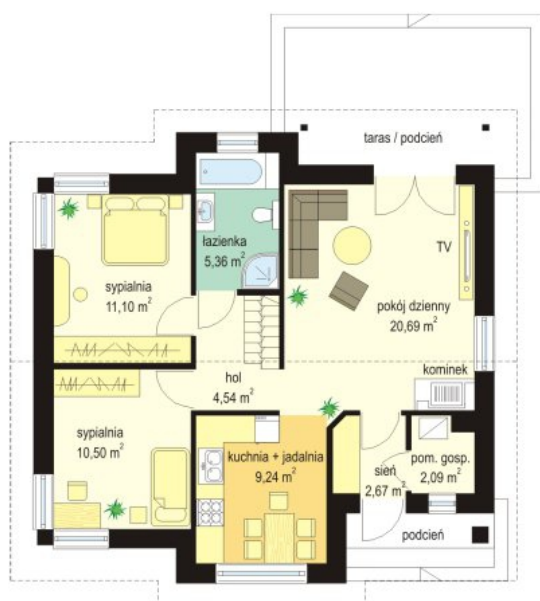 taras / podcień
łazienka
5,36 m²
TV
sypialnia
11,10 m²
pokój dzienny
20,69 m²
kominek
hol
4,54 m²
sypialnia
10,50 m²
kuchnia + jadalnia
9,24 m²
sień
2,67 m²
pom. gosp.
2,09 m²
podcień